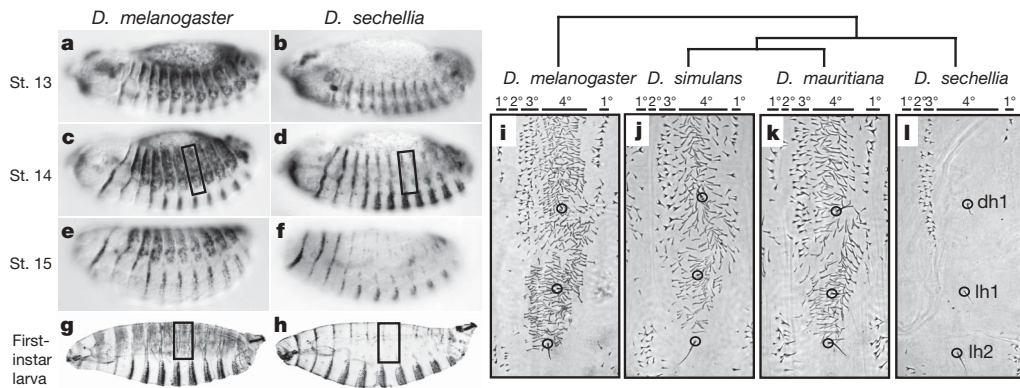 D. melanogaster
D. sechellia
a
b
St. 13
c
d
St. 14
e
f
St. 15
g
h
First-
instar
larva
D. melanogaster D. simulans D. mauritiana D. sechellia
1° 2° 3° 4° 1°
1° 2° 3° 4° 1°
1° 2° 3° 4° 1°
1° 2° 3° 4° 1°
i
j
k
l
dh1
lh1
lh2